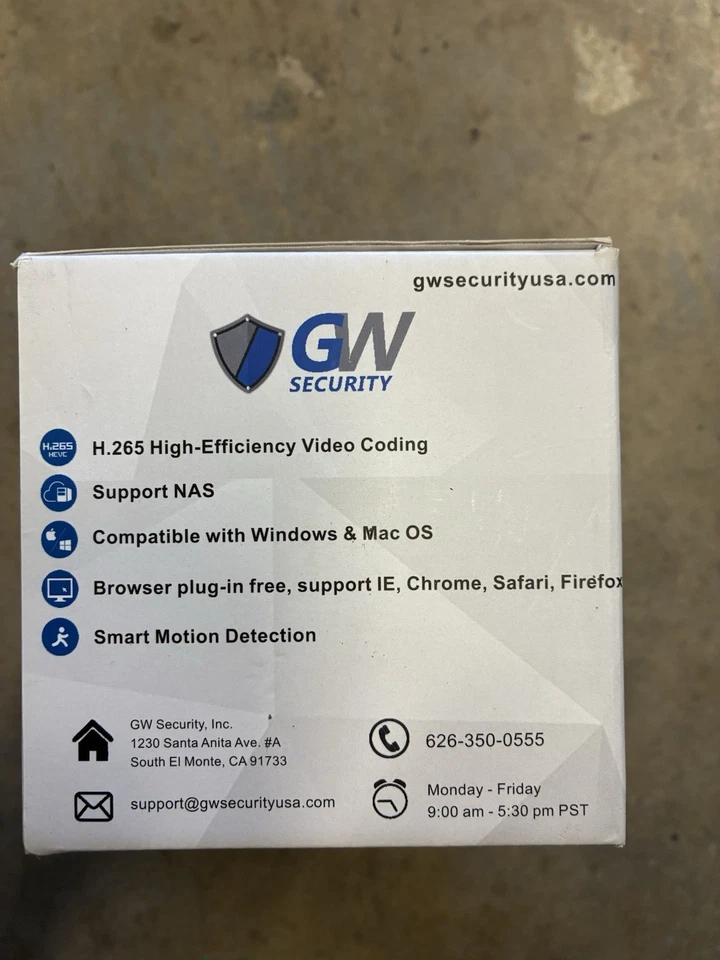 gwsecurityusa.com
GW
SECURITY
H.265
HEVC
H.265 High-Efficiency Video Coding
Support NAS
Compatible with Windows & Mac OS
Browser plug-in free, support IE, Chrome, Safari, Firefox
Smart Motion Detection
GW Security, Inc.
1230 Santa Anita Ave. #A
South El Monte, CA 91733
626-350-0555
support@gwsecurityusa.com
Monday - Friday
9:00 am - 5:30 pm PST